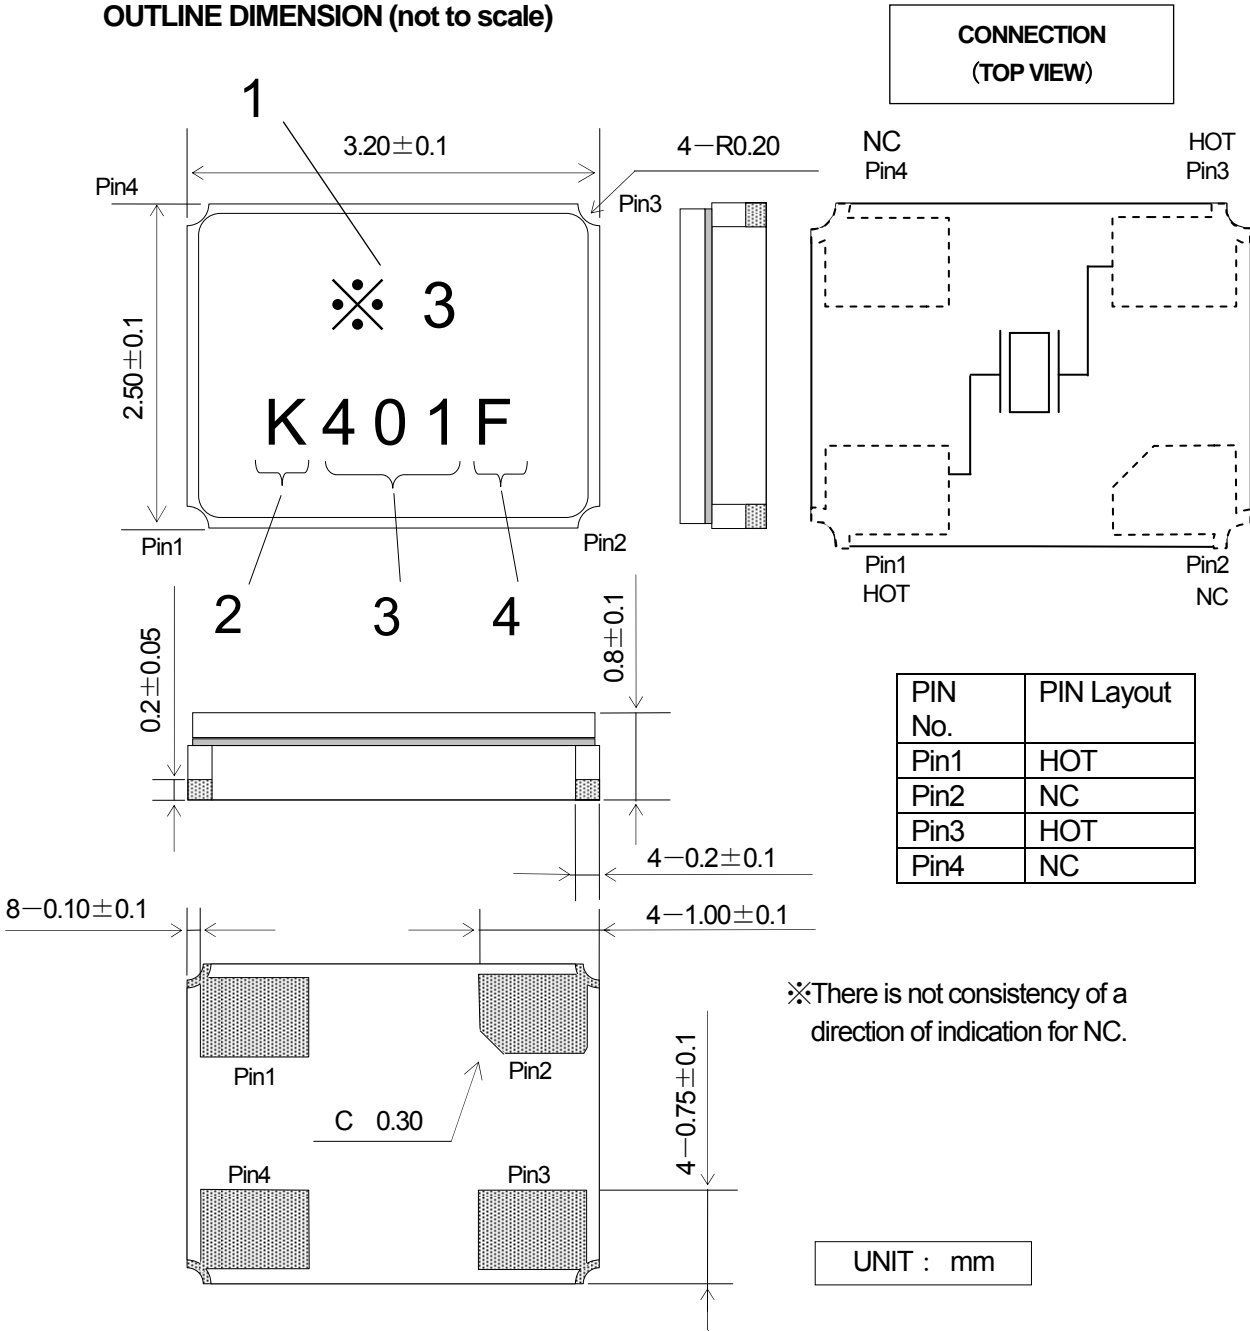 OUTLINE DIMENSION (not to scale)
CONNECTION
(TOP VIEW)
1
3.20±0.1
4－R0.20
Pin4
Pin3
2.50±0.1
※ 3
K 4 0 1 F
Pin1
Pin2
2
3
4
NC
Pin4
HOT
Pin3
Pin1
HOT
Pin2
NC
0.2±0.05
0.8±0.1
PIN No.
PIN Layout
Pin1 HOT
Pin2 NC
Pin3 HOT
Pin4 NC
4－0.2±0.1
8－0.10±0.1
4－1.00±0.1
Pin1
Pin2
C 0.30
4－0.75±0.1
Pin4
Pin3
※There is not consistency of a
direction of indication for NC.
UNIT : mm